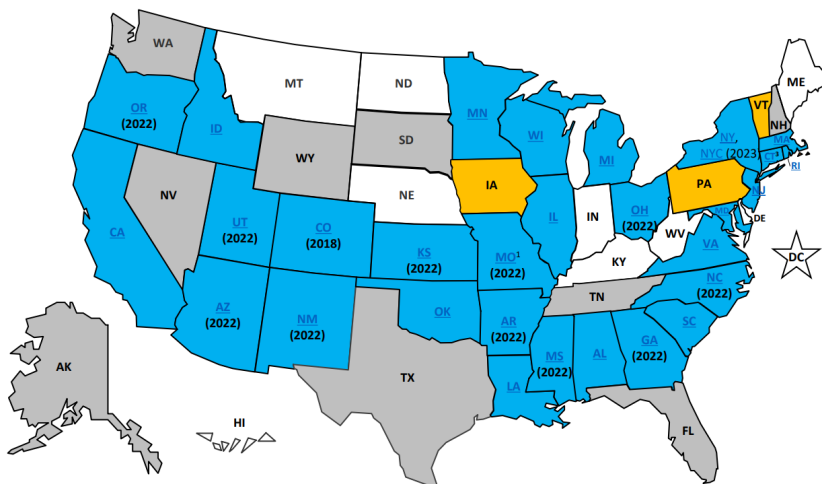 WA
MT
ND
ME
OR
(2022)
ID
MN
VT
NH
WI
SD
NY,
NYC (2023)
MA
WY
MI
CT
RI
IA
PA
NJ
NE
NV
OH
(2022)
MD
DE
IN
IL
UT
(2022)
CO
(2018)
WV
VA
DC
CA
KS
(2022)
MO¹
(2022)
KY
NC
(2022)
TN
AZ
(2022)
NM
(2022)
OK
AR
(2022)
SC
MS
(2022)
AL
GA
(2022)
AK
TX
LA
HI
FL